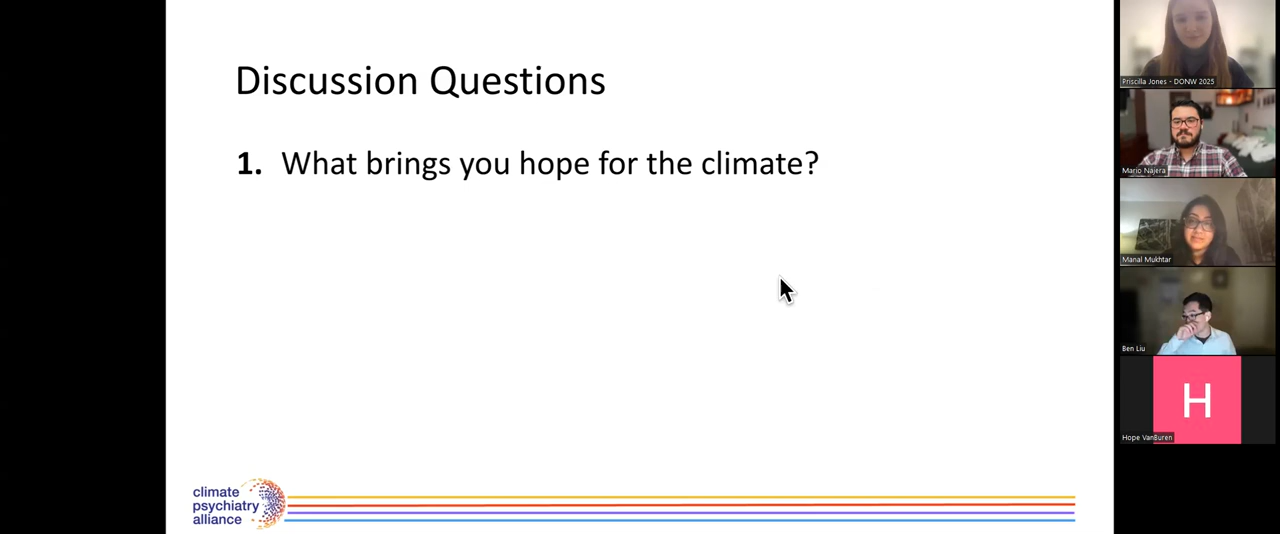 Discussion Questions
1. What brings you hope for the climate?
climate
psychiatry
alliance
Priscilla Jones - DONW 2025
Mario Nájera
Manal Mukhtar
Ben Liu
H
Hope VanBuren